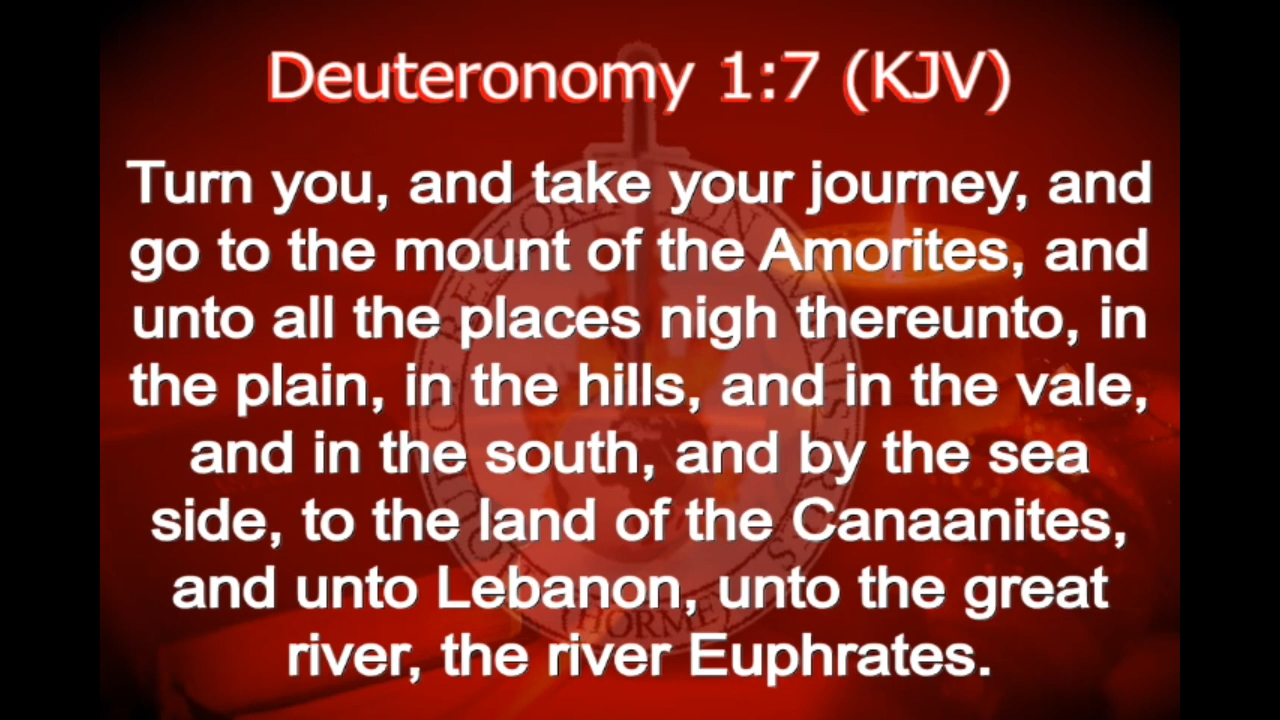 Deuteronomy 1:7 (KJV)
Turn you, and take your journey, and
go to the mount of the Amorites, and
unto all the places nigh thereunto, in
the plain, in the hills, and in the vale,
and in the south, and by the sea
side, to the land of the Canaanites,
and unto Lebanon, unto the great
river, the river Euphrates.
(HORME)